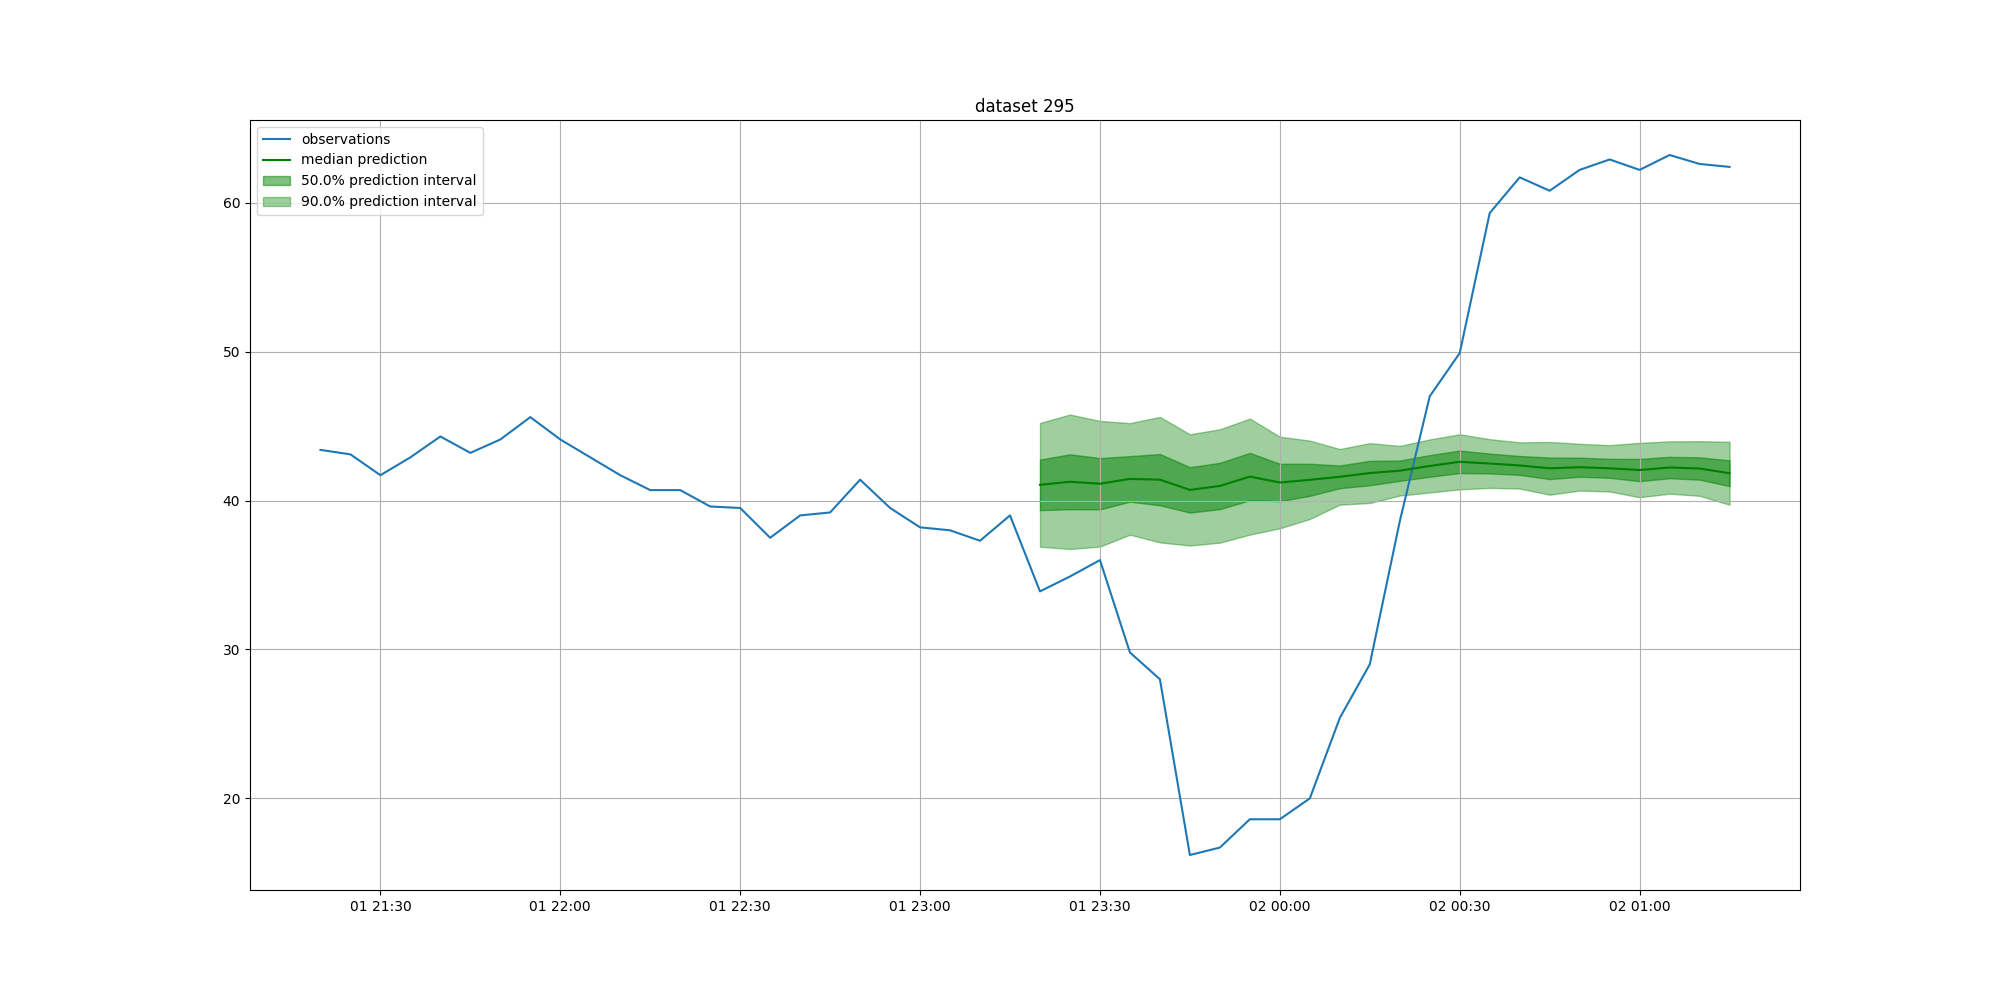 dataset 295
observations
median prediction
50.0% prediction interval
90.0% prediction interval
60
50
40
30
20
01 21:30
01 22:00
01 22:30
01 23:00
01 23:30
02 00:00
02 00:30
02 01:00